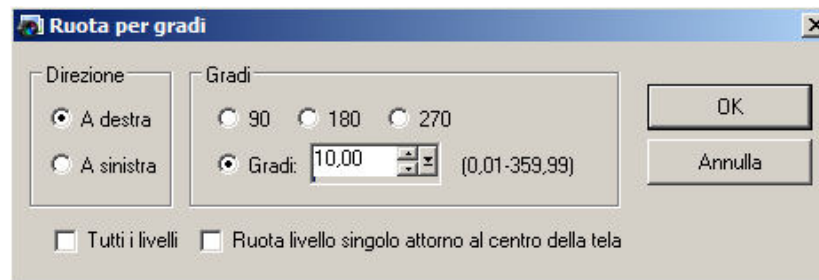 Ruota per gradi
Direzione
A destra
A sinistra
Gradi
90 180 270
Gradi: 10,00 (0,01-359,99)
OK
Annulla
Tutti i livelli Ruota livello singolo attorno al centro della tela